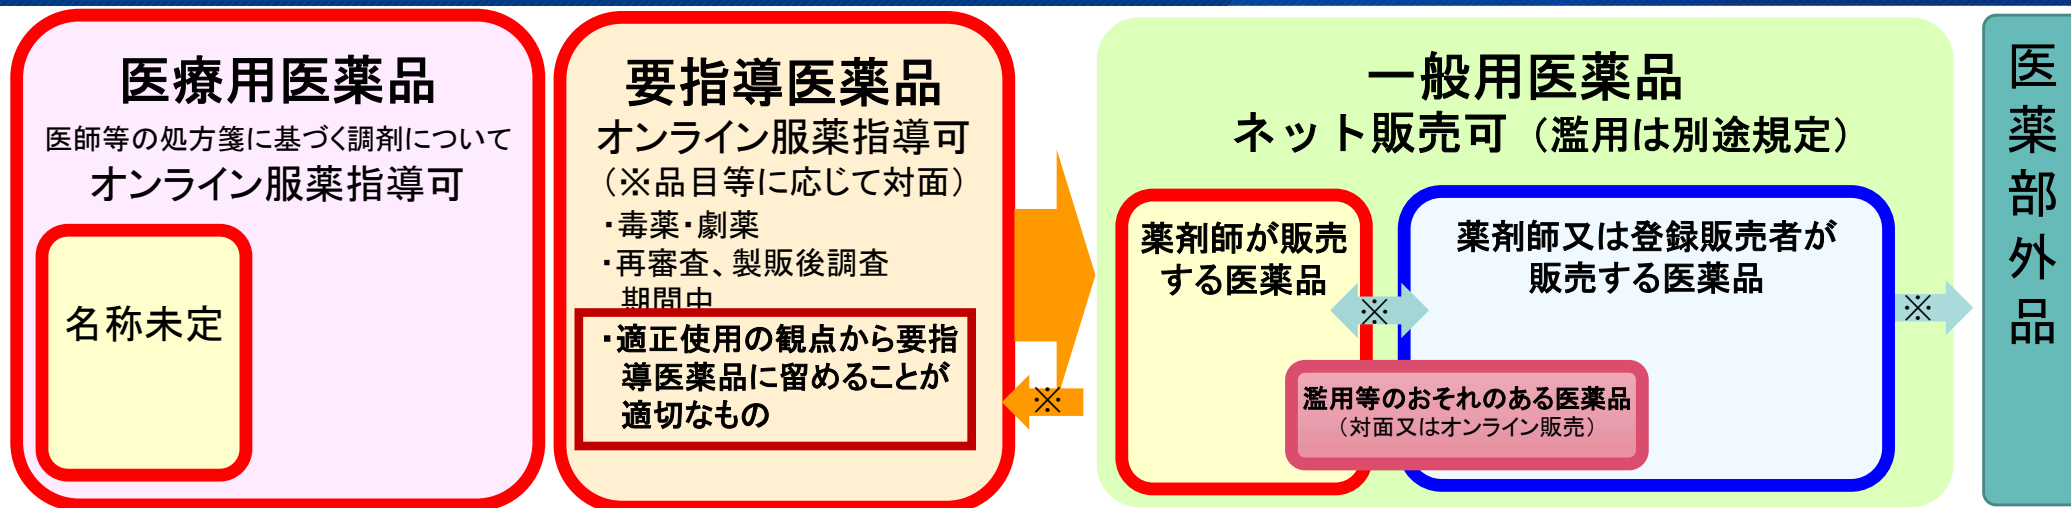 医療用医薬品
医師等の処方箋に基づく調剤について
オンライン服薬指導可
名称未定
要指導医薬品
オンライン服薬指導可
（※品目等に応じて対面）
・毒薬・劇薬
・再審査、製販後調査
期間中
・適正使用の観点から要指
導医薬品に留めることが
適切なもの
※
一般用医薬品
ネット販売可（濫用は別途規定）
薬剤師が販売
する医薬品
※
薬剤師又は登録販売者が
販売する医薬品
濫用等のおそれのある医薬品
（対面又はオンライン販売）
※
医薬部外品